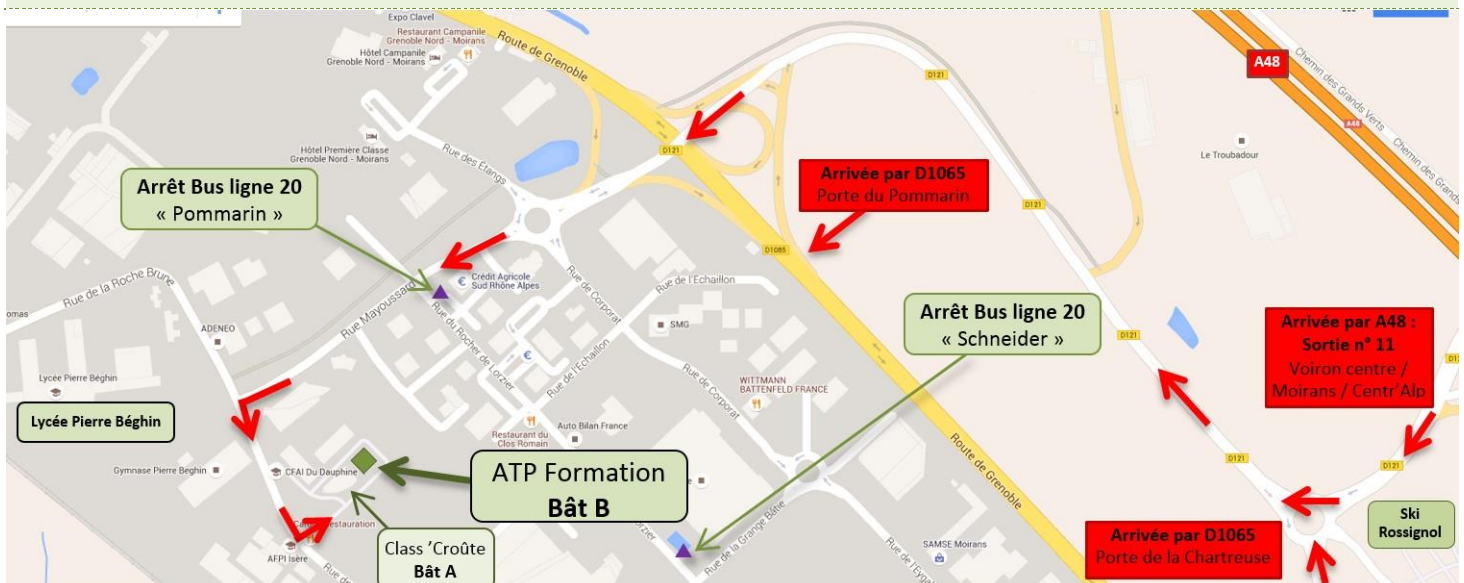 Expo Clavel
Restaurant Campanile
Grenoble Nord - Moirans
Hôtel Campanile
Grenoble Nord - Moirans
Route de Grenoble
A48
Chemin des Grands Verts
D121
A48
Chemin des Grands
Le Troubadour
Hôtel Première Classe
Grenoble Nord - Moirans
Rue des Étangs
D121
Arrêt Bus ligne 20
« Pommarin »
Arrivée par D1065
Porte du Pommarin
D121
D1085
Rue de la Roche Brune
Rue Mayoussard
Crédit Agricole
Sud Rhône Alpes
Rue de Corporat
Rue de l'Echaillon
omas
ADENEO
Rue du Rocher de Lorzier
SMG
Arrêt Bus ligne 20
« Schneider »
Arrivée par A48 :
Sortie n° 11
Voiron centre /
Moirans / Centr'Alp
D121
Rue de l'Echaillon
Rue de Corporat
Lycée Pierre Béghin
WITTMANN
BATTENFELD FRANCE
Lycée Pierre Béghin
Restaurant du
Clos Romain
Auto Bilan France
Route de Grenoble
Gymnase Pierre Béghin
CFAI Du Dauphine
ATP Formation
Bât B
D121
D121
Lorzier
Rue de la Grange Bâtie
Ski
Rossignol
Class 'Croûte
Bât A
AFPI Isère
SAMSE Moirans
Arrivée par D1065
Porte de la Chartreuse